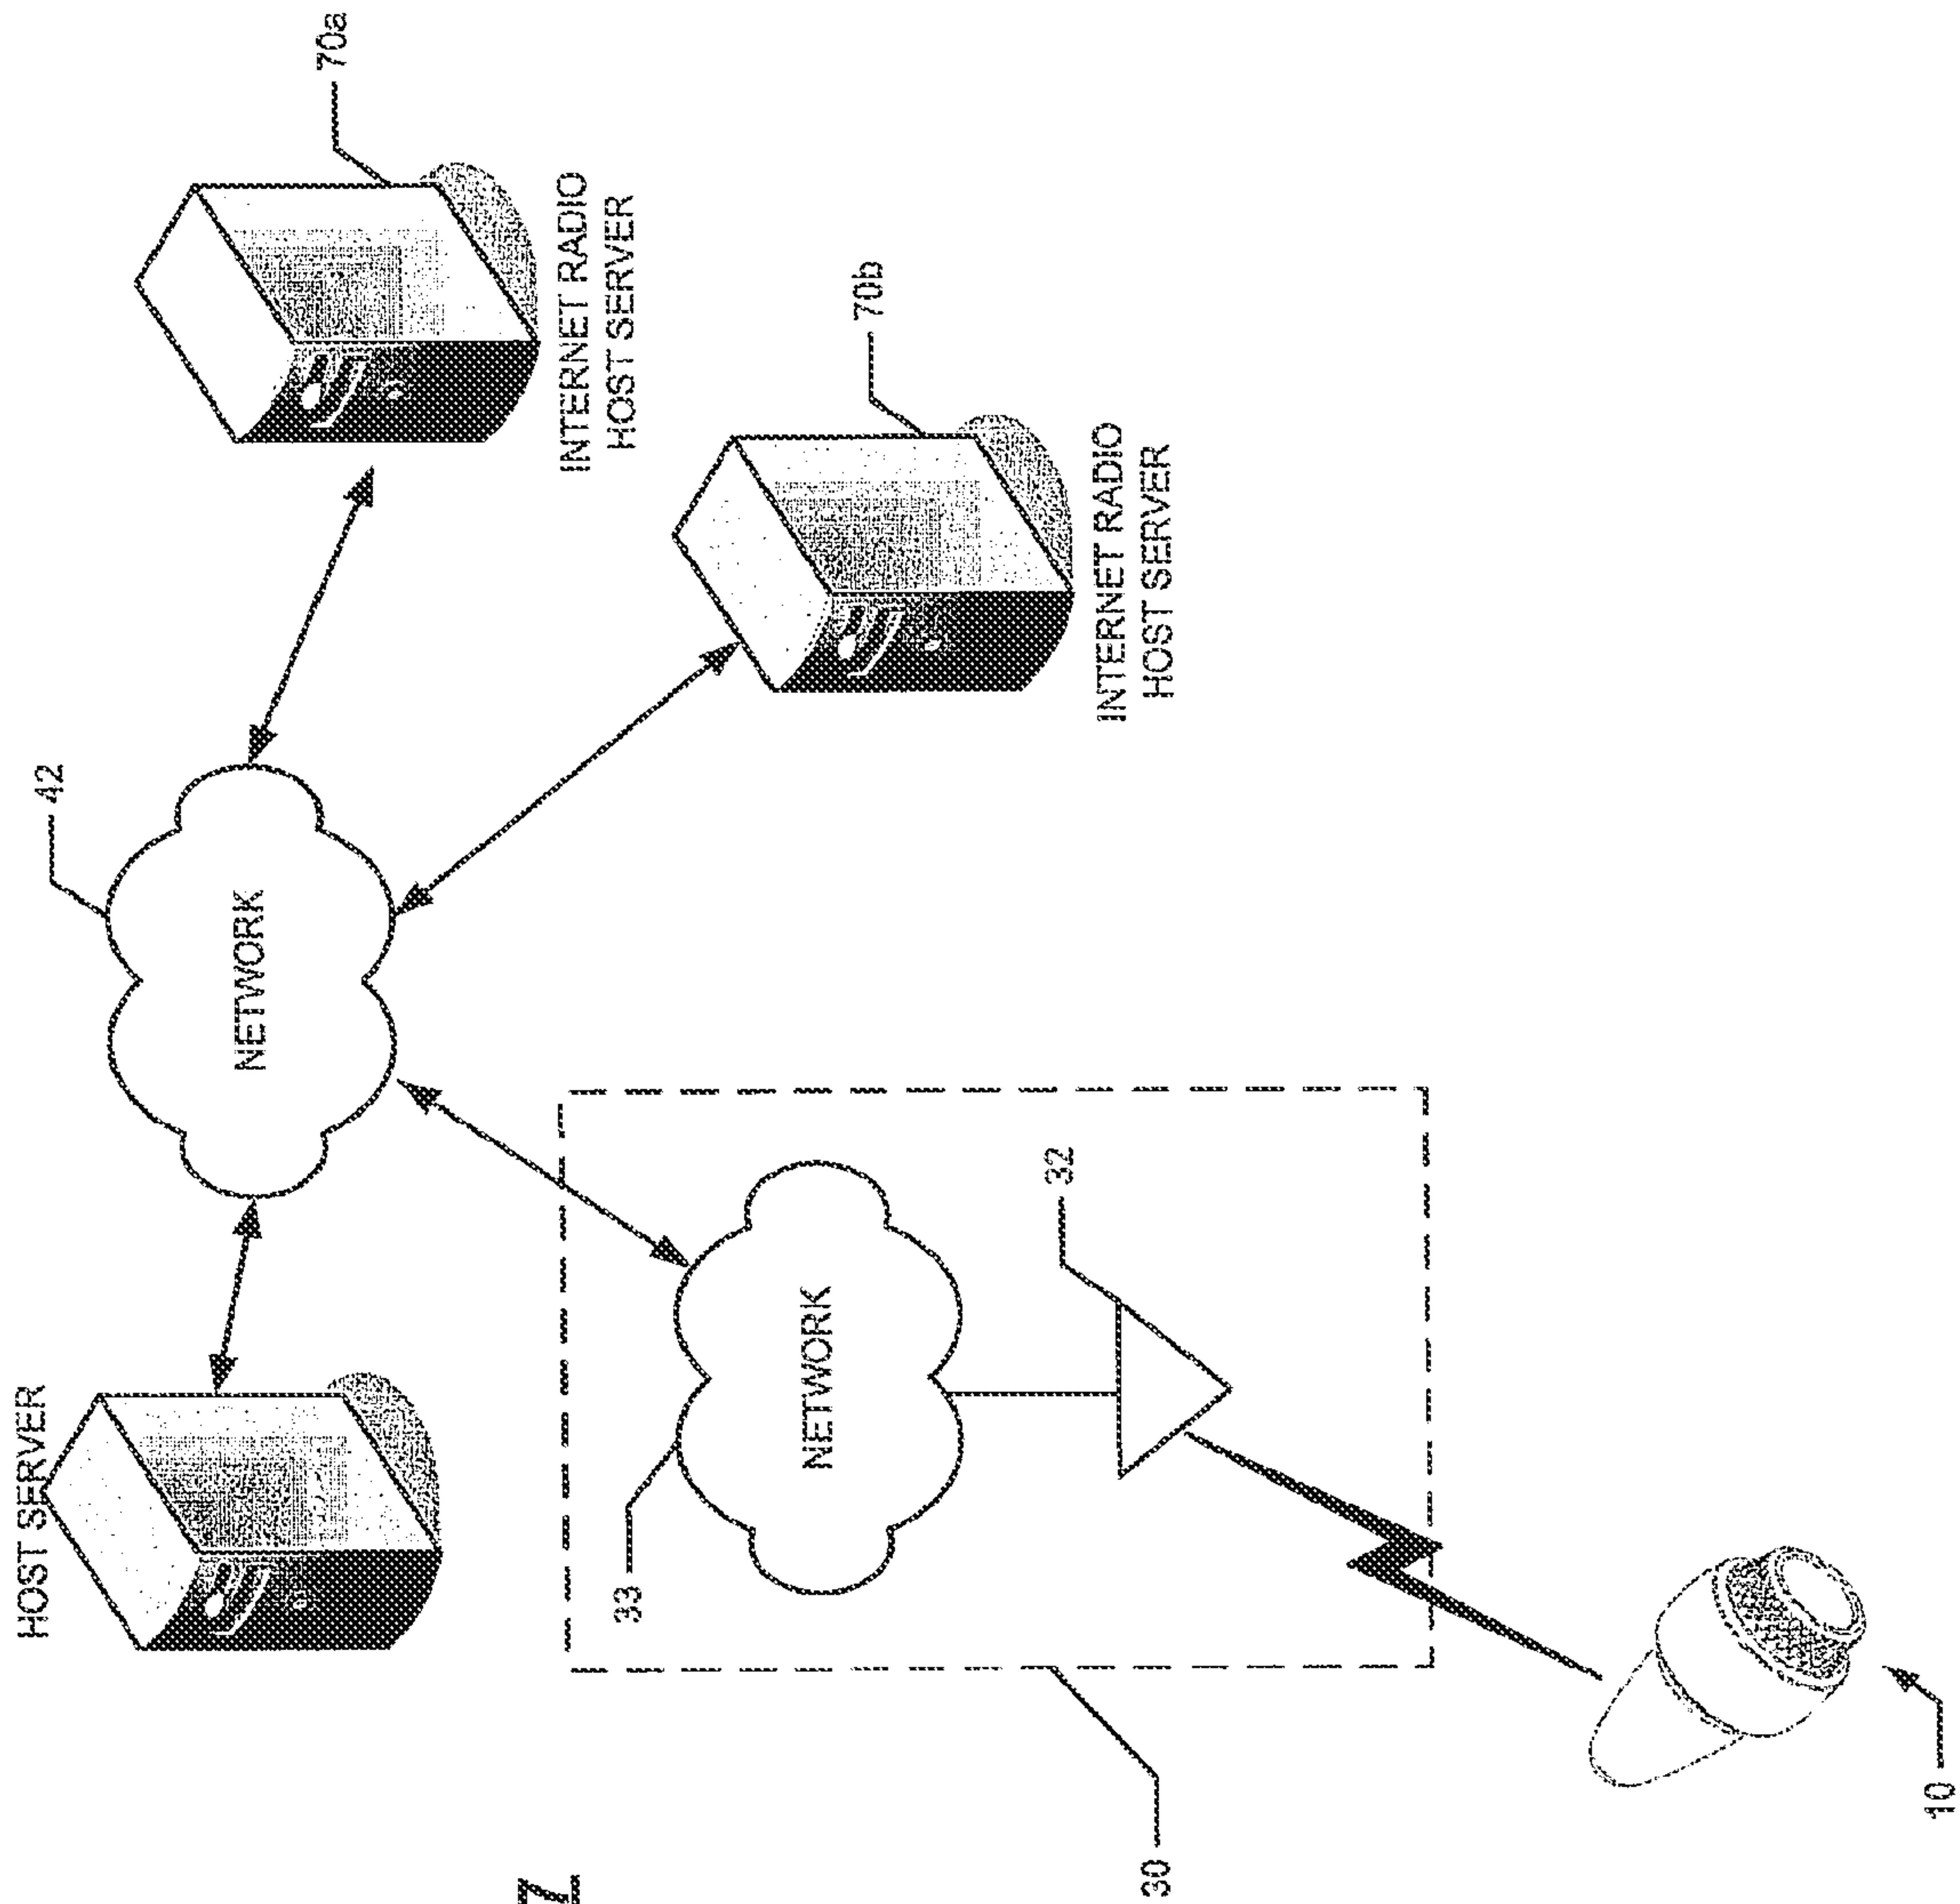 HOST SERVER
42
NETWORK
70a
INTERNET RADIO
HOST SERVER
70b
INTERNET RADIO
HOST SERVER
33
NETWORK
32
30
10